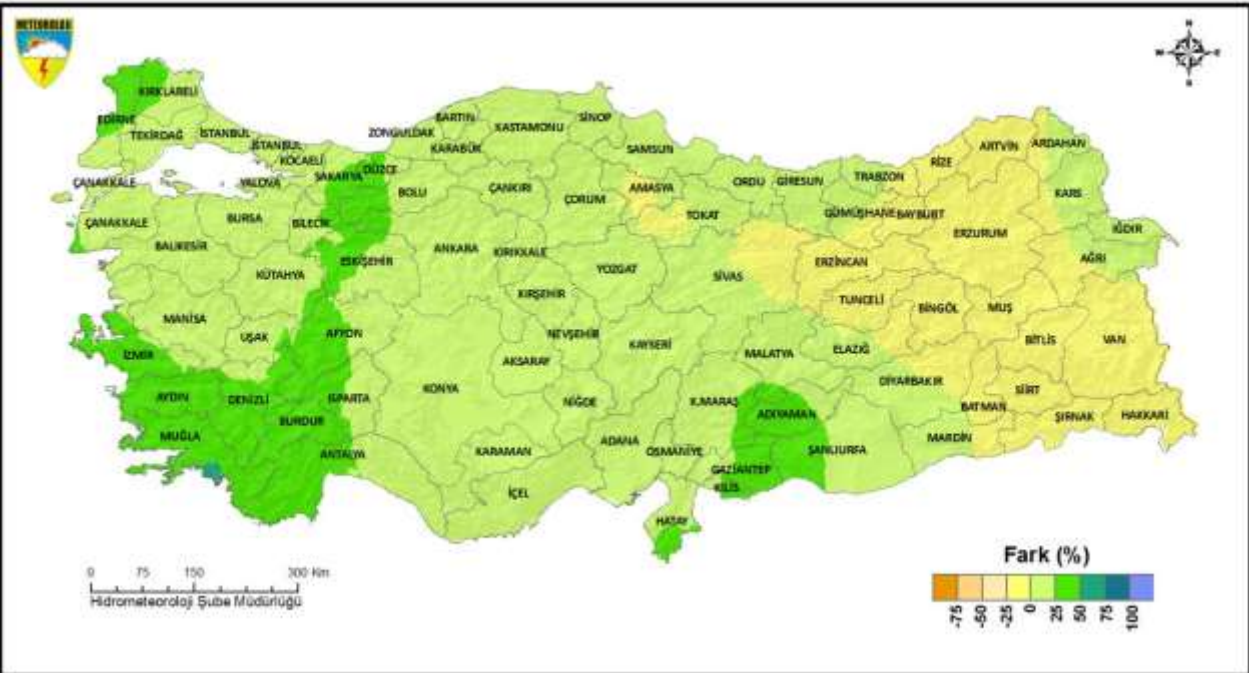 METEOROLOJİ
N
W E
S
KIRKLARELİ
EDİRNE
TEKİRDAĞ
İSTANBUL
İSTANBUL
KOCAELİ
SAKARYA
DÜZCE
ZONGULDAK
BARTIN
KARABÜK
KASTAMONU
SİNOP
SAMSUN
ORDU
GİRESUN
TRABZON
RİZE
ARTVİN
ARDAHAN
KARS
ÇANAKKALE
YALOVA
BOLU
ÇANKIRI
ÇORUM
AMASYA
TOKAT
GÜMÜŞHANE
BAYBURT
ERZURUM
IĞDIR
AĞRI
ÇANAKKALE
BURSA
BİLECİK
BALIKESİR
ESKİŞEHİR
ANKARA
KIRIKKALE
YOZGAT
SİVAS
ERZİNCAN
KÜTAHYA
KIRŞEHİR
TUNCELİ
BİNGÖL
MUŞ
MANİSA
UŞAK
AFYON
NEVŞEHİR
KAYSERİ
BİTLİS
VAN
İZMİR
AKSARAY
MALATYA
ELAZIĞ
AYDIN
DENİZLİ
ISPARTA
KONYA
NİĞDE
K.MARAŞ
DİYARBAKIR
SİİRT
BURDUR
ADIYAMAN
BATMAN
ŞIRNAK
HAKKARİ
MUĞLA
ANTALYA
KARAMAN
ADANA
OSMANİYE
ŞANLIURFA
MARDİN
GAZİANTEP
KİLİS
İÇEL
HATAY
0 75 150 300 Km
Hidrometeoroloji Şube Müdürlüğü
Fark (%)
-75 -50 -25 0 25 50 75 100